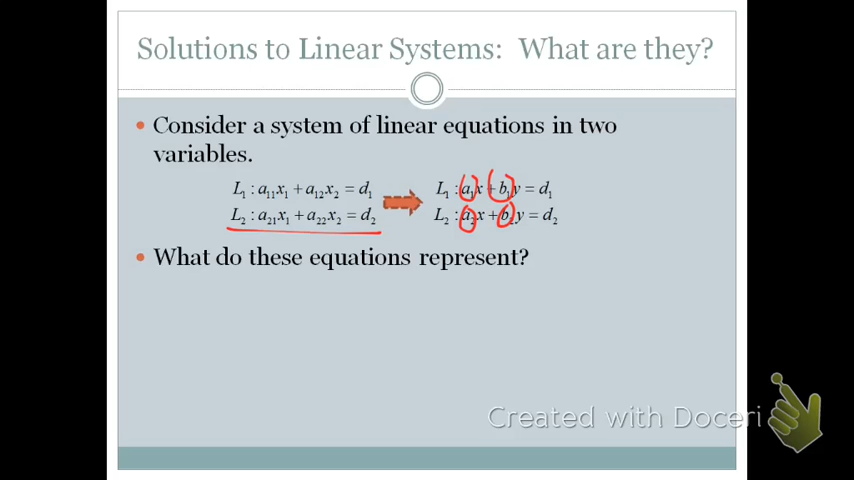 Solutions to Linear Systems: What are they?
• Consider a system of linear equations in two
variables.
L₁ : a₁₁x₁ + a₁₂x₂ = d₁ L₁ : a₁x + b₁y = d₁
L₂ : a₂₁x₁ + a₂₂x₂ = d₂ L₂ : a₂x + b₂y = d₂
• What do these equations represent?
Created with Doceri